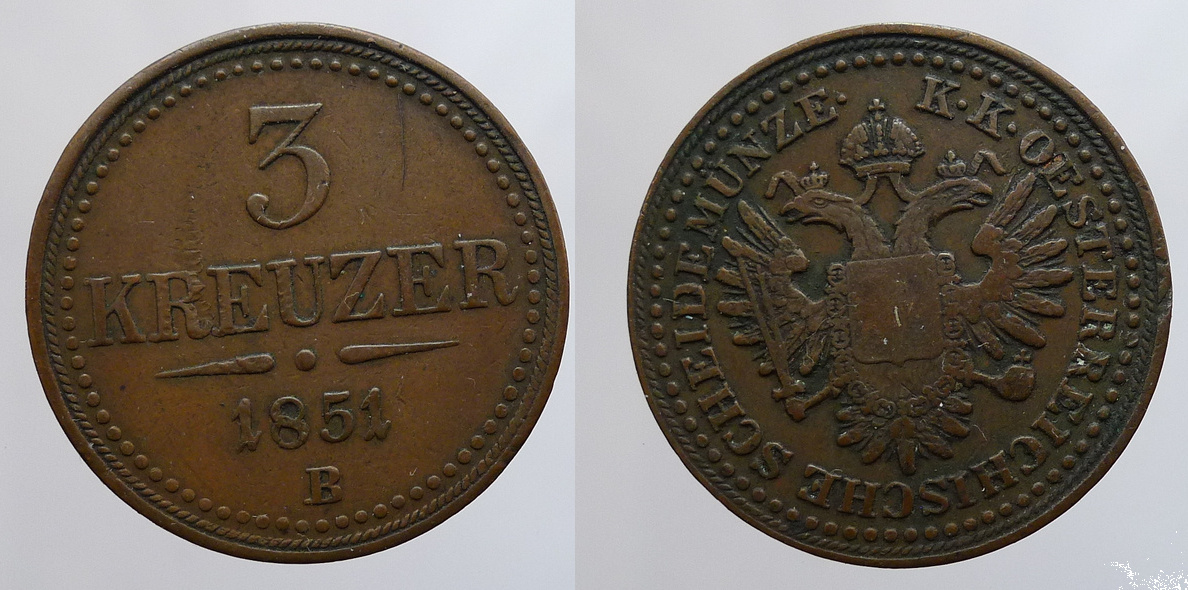 3
KREUZER
1851
B
K·K·OESTERREICHISCHE SCHEIDEMÜNZE·